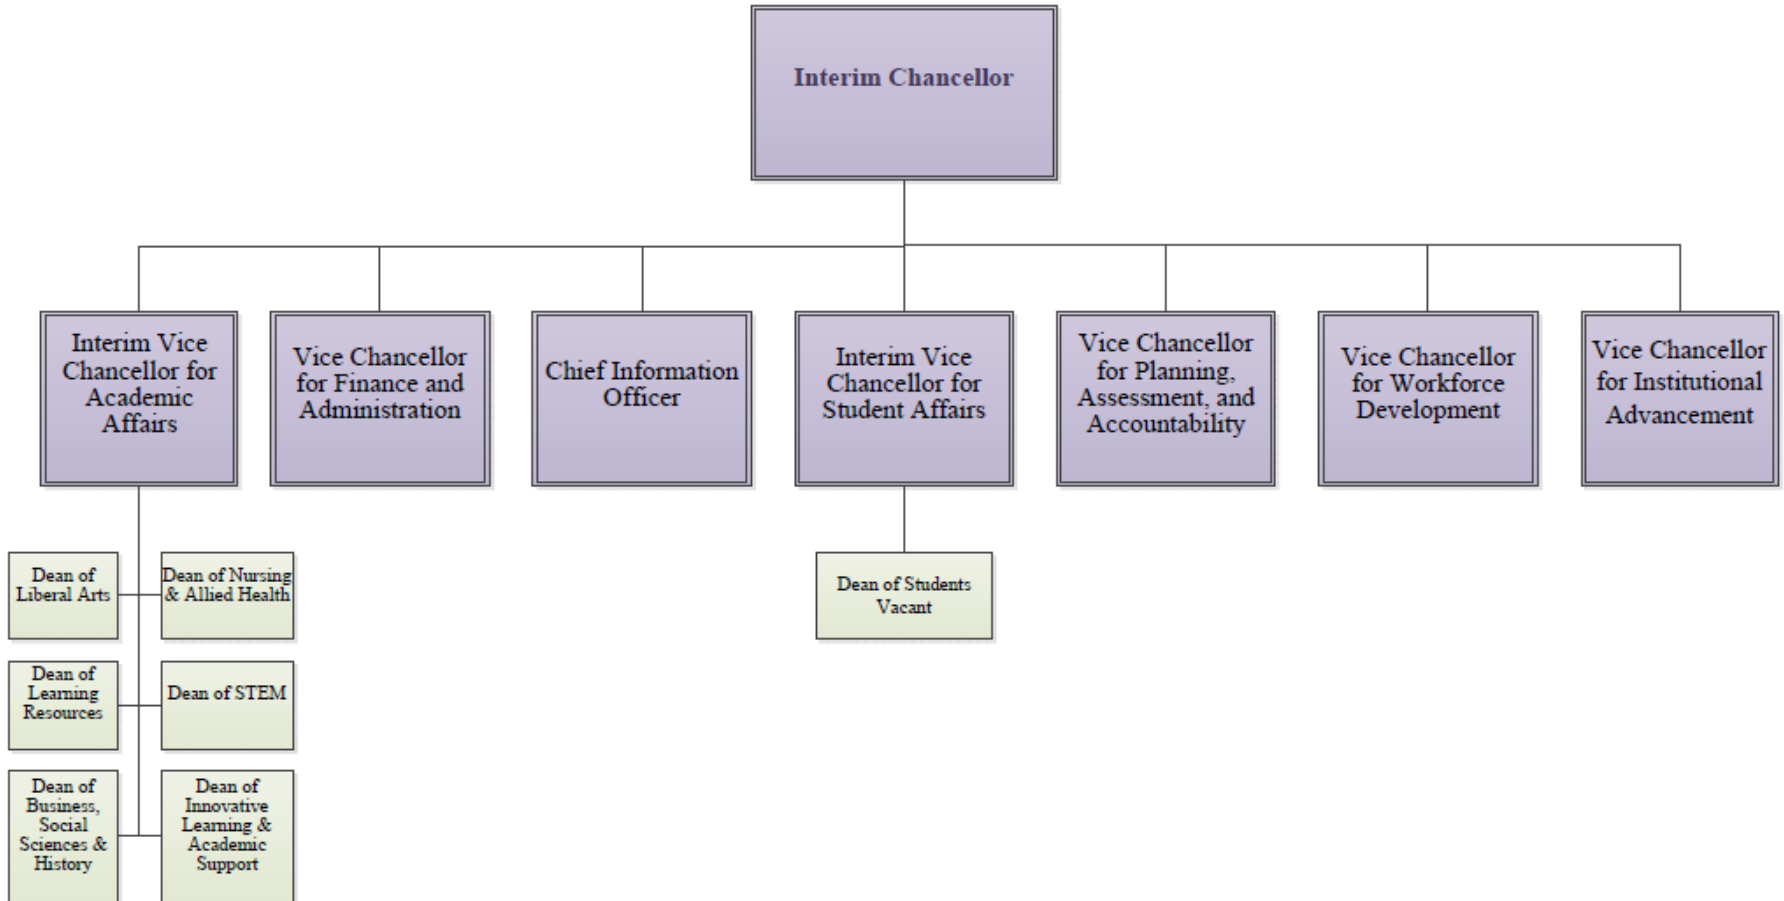 Interim Chancellor
Interim Vice
Chancellor for
Academic
Affairs
Vice Chancellor
for Finance and
Administration
Chief Information
Officer
Interim Vice
Chancellor for
Student Affairs
Vice Chancellor
for Planning,
Assessment, and
Accountability
Vice Chancellor
for Workforce
Development
Vice Chancellor
for Institutional
Advancement
Dean of
Liberal Arts
Dean of Nursing
& Allied Health
Dean of Students
Vacant
Dean of
Learning
Resources
Dean of STEM
Dean of
Business,
Social
Sciences &
History
Dean of
Innovative
Learning &
Academic
Support